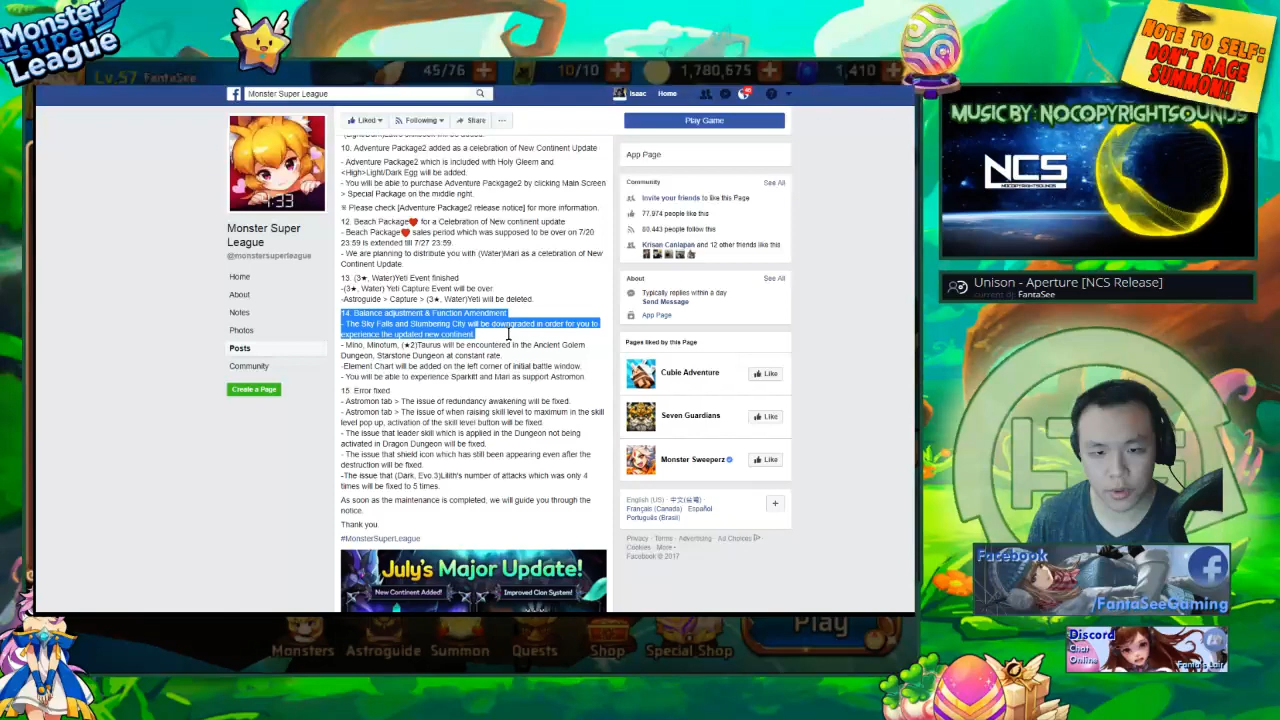 Monster
Super
League
NOTE TO SELF:
DON'T RAGE
SUMMON!!
Lv.57 FantaSee
45/76
10/10
1,780,675
1,410
Monster Super League
Isaac
Home
Liked
Following
Share
Play Game
1:33
Monster Super
League
@monstersuperleague
Home
About
Notes
Photos
Posts
Community
Create a Page
10. Adventure Package2 added as a celebration of New Continent Update
- Adventure Package2 which is included with Holy Gleem and
<High>Light/Dark Egg will be added.
- You will be able to purchase Adventure Packgage2 by clicking Main Screen
> Special Package on the middle right.
※ Please check [Adventure Package2 release notice] for more information.
12. Beach Package❤ for a Celebration of New continent update
- Beach Package❤ sales period which was supposed to be over on 7/20
23:59 is extended till 7/27 23:59.
- We are planning to distribute you with (Water)Mari as a celebration of New
Continent Update.
13. (3★, Water)Yeti Event finished
-(3★, Water) Yeti Capture Event will be over
-Astroguide > Capture > (3★, Water)Yeti will be deleted.
14. Balance adjustment & Function Amendment
- The Sky Falls and Slumbering City will be downgraded in order for you to
experience the updated new continent.
- Mino, Minotum, (★2)Taurus will be encountered in the Ancient Golem
Dungeon, Starstone Dungeon at constant rate.
-Element Chart will be added on the left corner of initial battle window.
- You will be able to experience Sparkitt and Mari as support Astromon.
15. Error fixed
- Astromon tab > The issue of redundancy awakening will be fixed.
- Astromon tab > The issue of when raising skill level to maximum in the skill
level pop up, activation of the skill level button will be fixed.
- The issue that leader skill which is applied in the Dungeon not being
activated in Dragon Dungeon will be fixed.
- The issue that shield icon which has still been appearing even after the
destruction will be fixed.
-The issue that (Dark, Evo.3)Lilith's number of attacks which was only 4
times will be fixed to 5 times.
As soon as the maintenance is completed, we will guide you through the
notice.
Thank you.
#MonsterSuperLeague
July's Major Update!
New Continent Added!
Improved Clan System!
App Page
Community
See All
Invite your friends to like this Page
77,974 people like this
80,443 people follow this
Krisan Caniapan and 12 other friends like this
About
See All
Typically replies within a day
Send Message
App Page
Pages liked by this Page
Cubie Adventure
Like
Seven Guardians
Like
Monster Sweeperz
Like
English (US) · 中文(台灣) ·
Français (Canada) · Español ·
Português (Brasil)
Privacy · Terms · Advertising · Ad Choices
Cookies · More
Facebook © 2017
MUSIC BY: NOCOPYRIGHTSOUNDS
NCS
Unison - Aperture [NCS Release]
current dj: FantaSee
Facebook
FantaSeeGaming
Discord
Chat
Online
Fanta's Lair
Monsters
Astroguide
Summon
Quests
Shop
Special Shop
Play